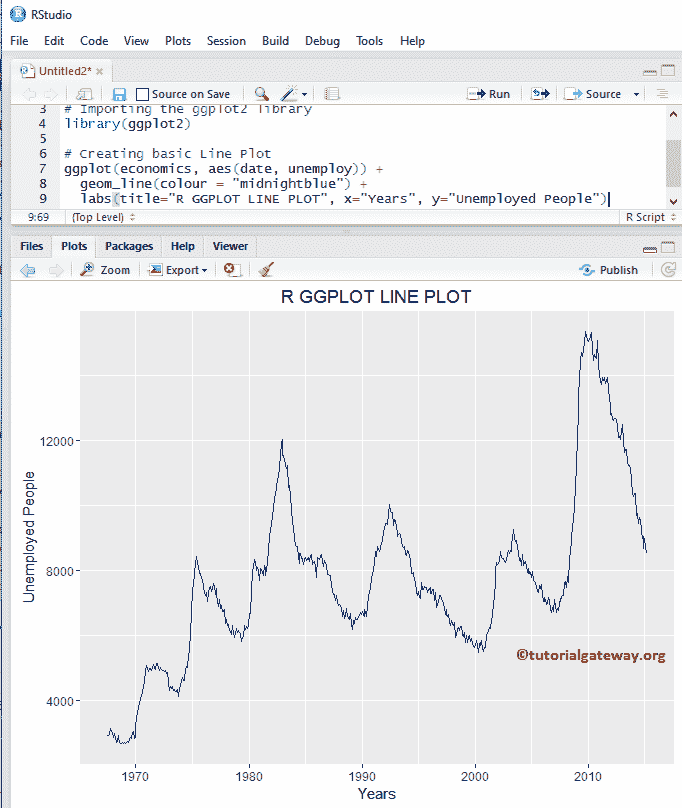 RStudio
File Edit Code View Plots Session Build Debug Tools Help
Untitled2*
Source on Save Run Source
3 # Importing the ggplot2 library
4 library(ggplot2)
5
6 # Creating basic Line Plot
7 ggplot(economics, aes(date, unemploy)) +
8 geom_line(colour = "midnightblue") +
9 labs(title="R GGPLOT LINE PLOT", x="Years", y="Unemployed People")
9:69 (Top Level) R Script
Files Plots Packages Help Viewer
Zoom Export Publish
R GGPLOT LINE PLOT
Unemployed People
12000
8000
4000
©tutorialgateway.org
1970 1980 1990 2000 2010
Years